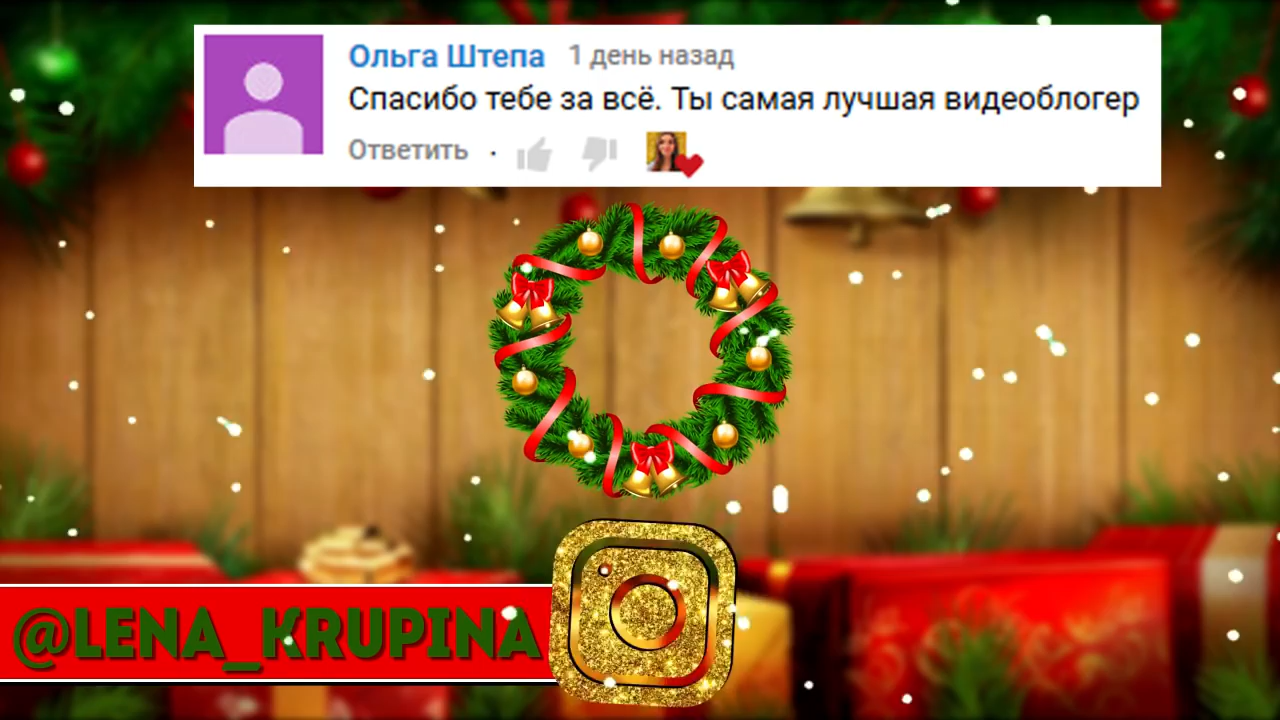 Ольга Штепа 1 день назад
Спасибо тебе за всё. Ты самая лучшая видеоблогер
Ответить ·
@LENA_KRUPINA